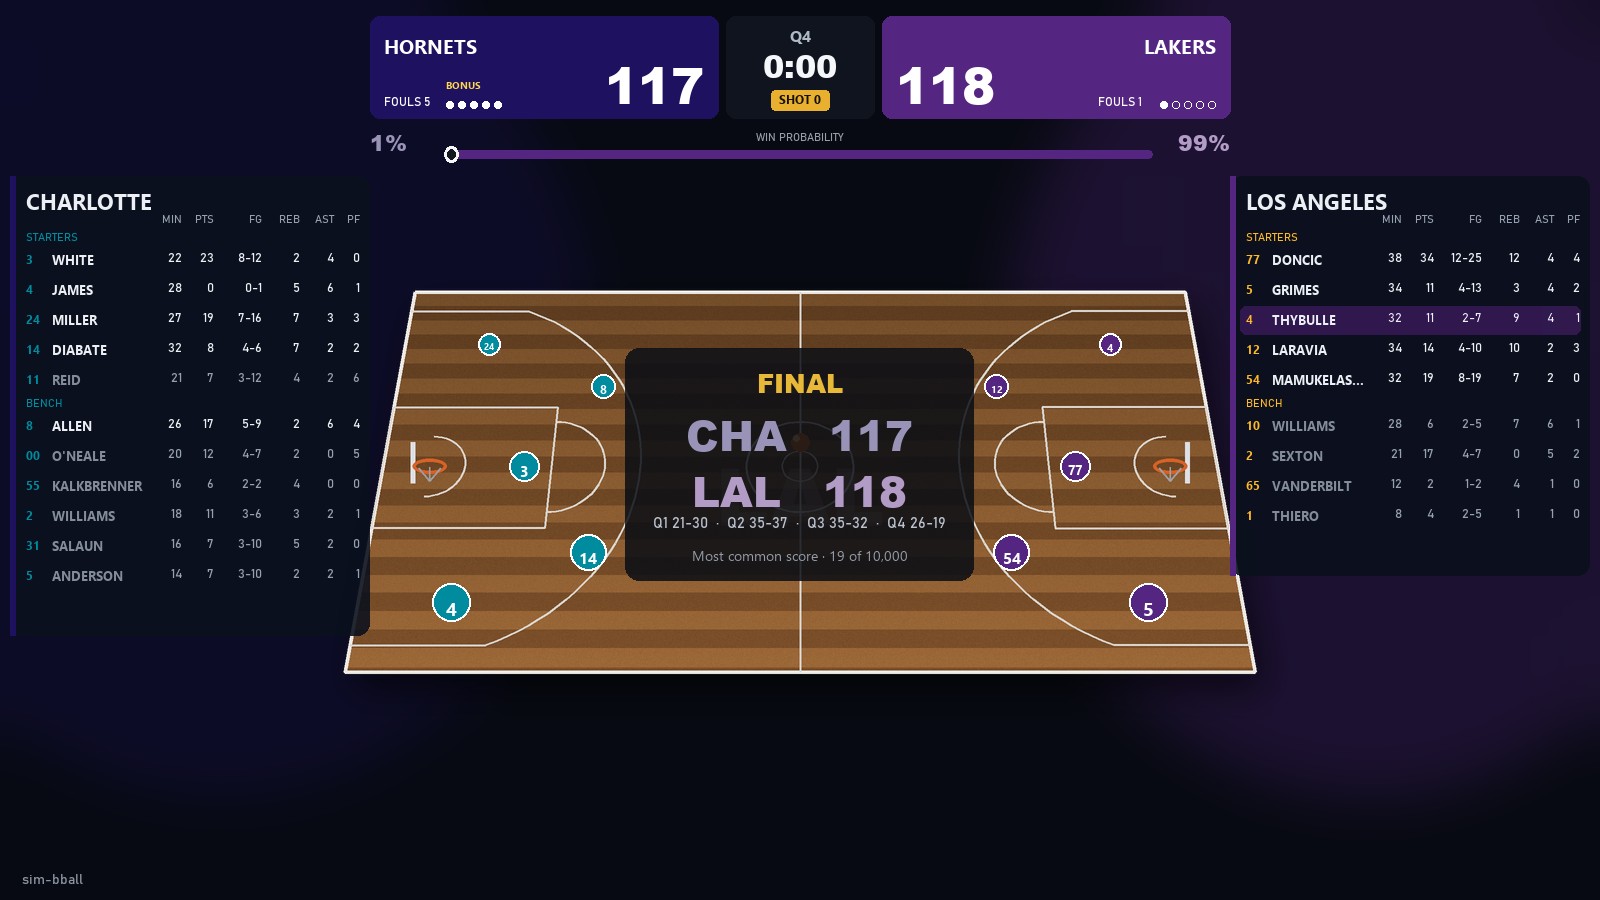 HORNETS
BONUS
FOULS 5
117
Q4
0:00
SHOT 0
LAKERS
118
FOULS 1
1%
WIN PROBABILITY
99%
CHARLOTTE
MIN PTS FG REB AST PF
STARTERS
3 WHITE 22 23 8-12 2 4 0
4 JAMES 28 0 0-1 5 6 1
24 MILLER 27 19 7-16 7 3 3
14 DIABATE 32 8 4-6 7 2 2
11 REID 21 7 3-12 4 2 6
BENCH
8 ALLEN 26 17 5-9 2 6 4
00 O'NEALE 20 12 4-7 2 0 5
55 KALKBRENNER 16 6 2-2 4 0 0
2 WILLIAMS 18 11 3-6 3 2 1
31 SALAUN 16 7 3-10 5 2 0
5 ANDERSON 14 7 3-10 2 2 1
LOS ANGELES
MIN PTS FG REB AST PF
STARTERS
77 DONCIC 38 34 12-25 12 4 4
5 GRIMES 34 11 4-13 3 4 2
4 THYBULLE 32 11 2-7 9 4 1
12 LARAVIA 34 14 4-10 10 2 3
54 MAMUKELAS... 32 19 8-19 7 2 0
BENCH
10 WILLIAMS 28 6 2-5 7 6 1
2 SEXTON 21 17 4-7 0 5 2
65 VANDERBILT 12 2 1-2 4 1 0
1 THIERO 8 4 2-5 1 1 0
24
8
3
14
4
4
12
77
54
5
FINAL
CHA 117
LAL 118
Q1 21-30 · Q2 35-37 · Q3 35-32 · Q4 26-19
Most common score · 19 of 10,000
sim-bball